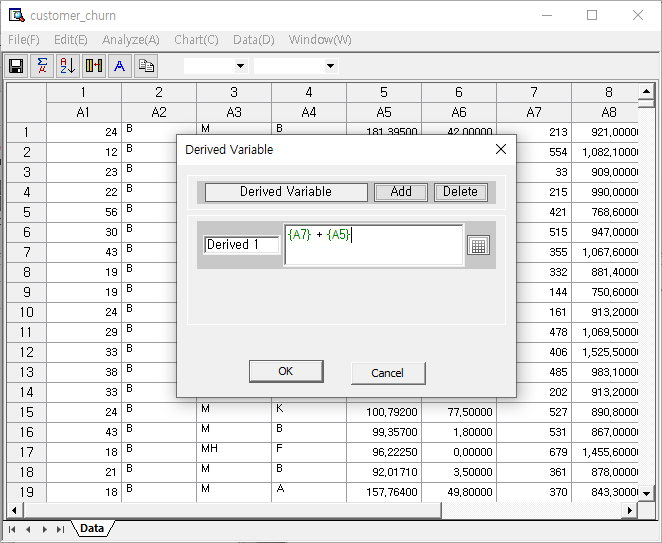 customer_churn
File(F) Edit(E) Analyze(A) Chart(C) Data(D) Window(W)
1 2 3 4 5 6 7 8
A1 A2 A3 A4 A5 A6 A7 A8
1 24 B M B 181,39500 42,00000 213 921,0000
2 12 B 554 1,082,100
3 23 B 33 909,0000
4 22 B 215 990,0000
5 56 B 421 768,6000
6 30 B 515 947,0000
7 43 B 355 1,067,600
8 19 B 332 881,4000
9 19 B 144 750,6000
10 24 B 161 913,2000
11 29 B 478 1,069,500
12 33 B 406 1,525,500
13 38 B 485 983,1000
14 33 B 202 913,2000
15 24 B M K 100,79200 77,50000 527 890,8000
16 43 B M B 99,35700 1,80000 531 867,0000
17 18 B MH F 96,22250 0,00000 679 1,455,600
18 21 B M B 92,01710 3,50000 361 878,0000
19 18 B M A 157,76400 49,80000 370 843,3000
Data
Derived Variable
Derived Variable Add Delete
Derived 1 {A7} + {A5}
OK Cancel